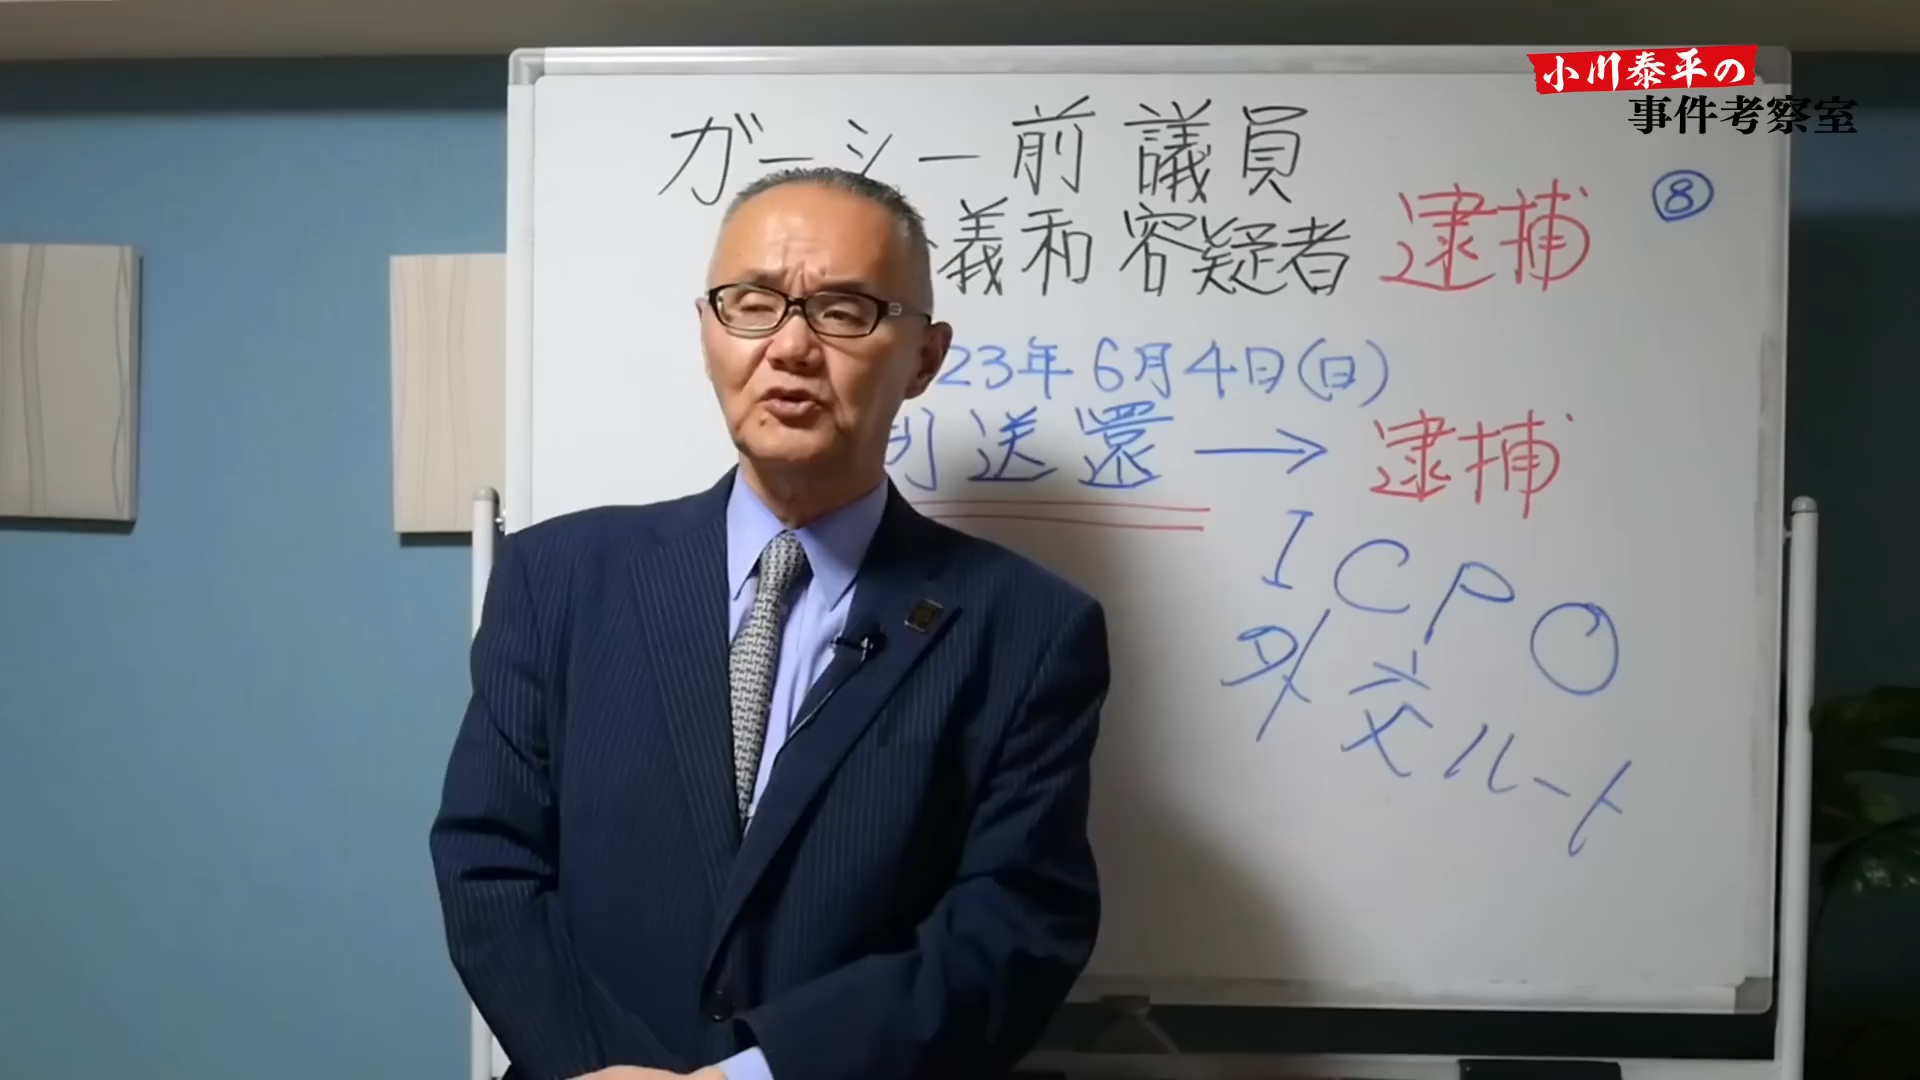 小川泰平の
事件考察室
ガーシー前議員
義和容疑者 逮捕
⑧
23年6月4日(日)
送還→逮捕
ICPO
外交ルート